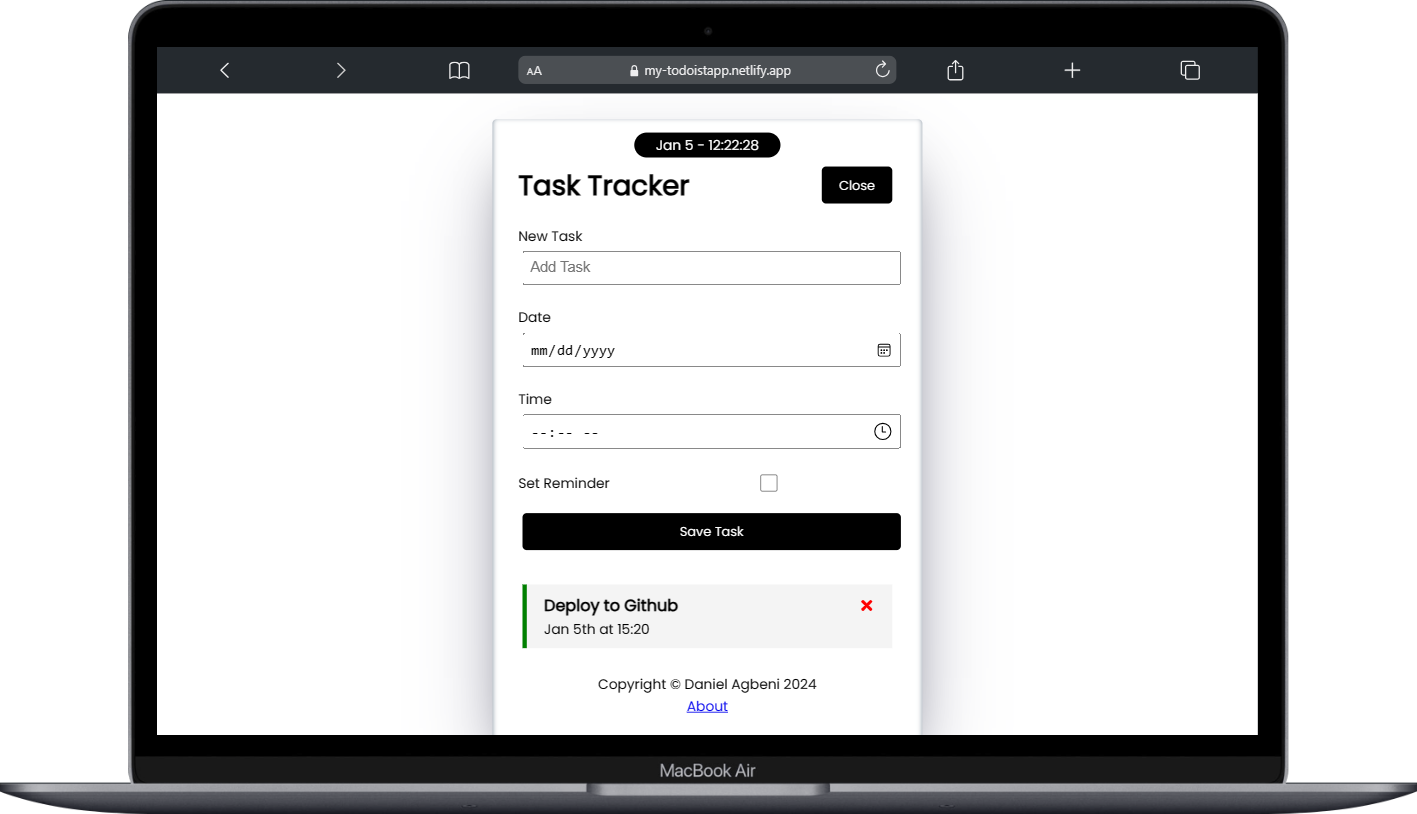 AA my-todoistapp.netlify.app
Jan 5 - 12:22:28
Task Tracker
Close
New Task
Add Task
Date
mm/dd/yyyy
Time
--:-- --
Set Reminder
Save Task
Deploy to Github
Jan 5th at 15:20
Copyright © Daniel Agbeni 2024
About
MacBook Air